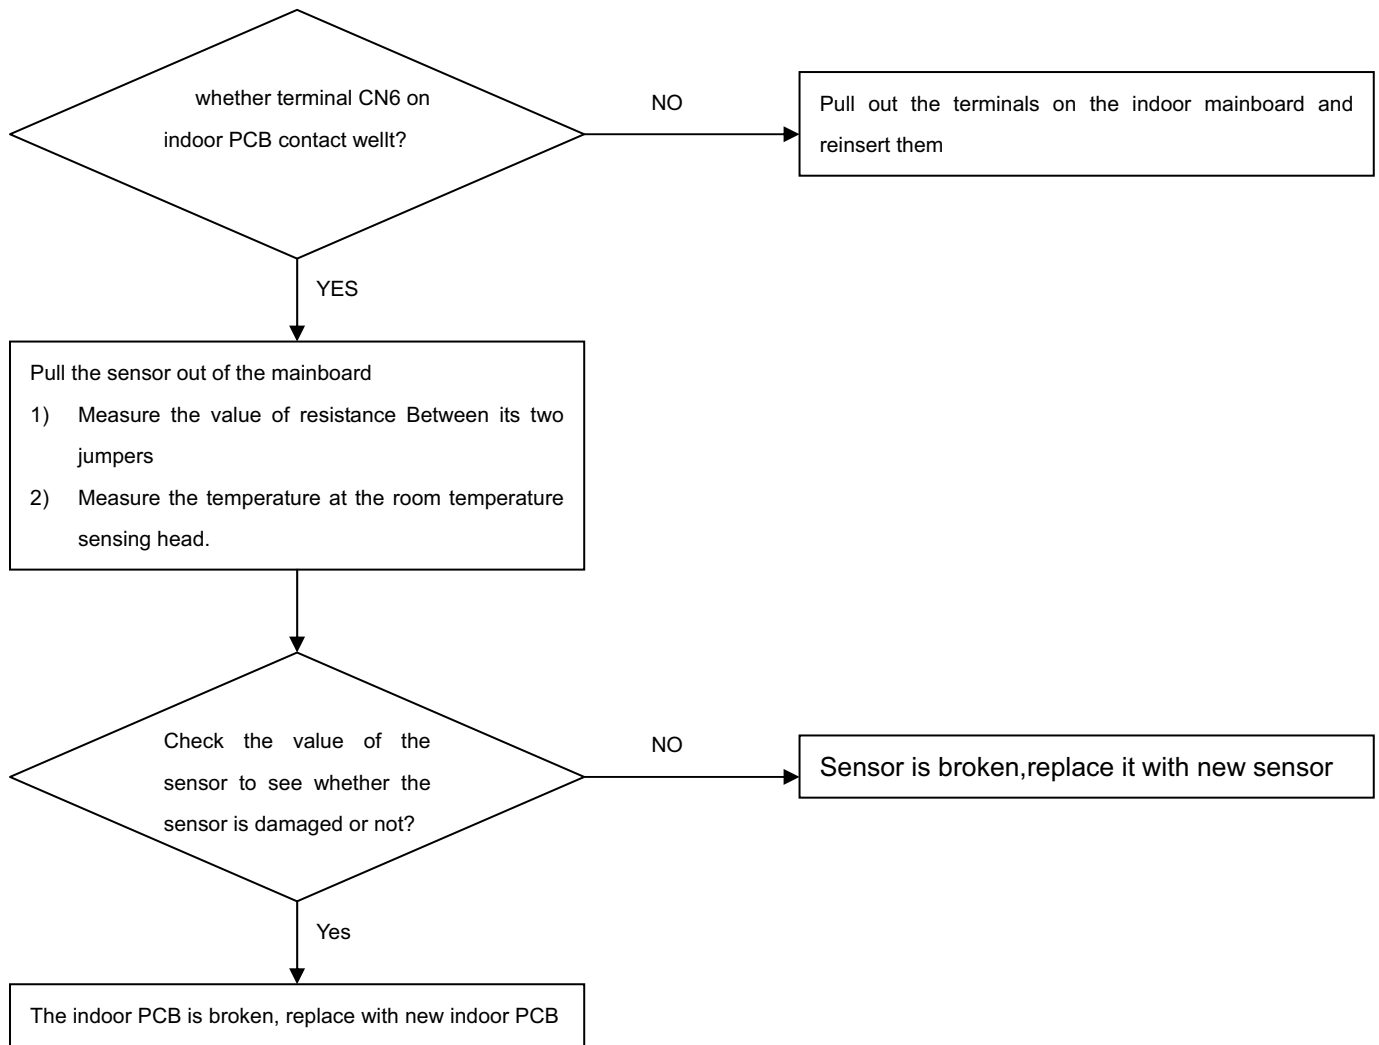 whether terminal CN6 on
indoor PCB contact wellt?
NO
Pull out the terminals on the indoor mainboard and
reinsert them
YES
Pull the sensor out of the mainboard
1) Measure the value of resistance Between its two
jumpers
2) Measure the temperature at the room temperature
sensing head.
Check the value of the
sensor to see whether the
sensor is damaged or not?
NO
Sensor is broken,replace it with new sensor
Yes
The indoor PCB is broken, replace with new indoor PCB